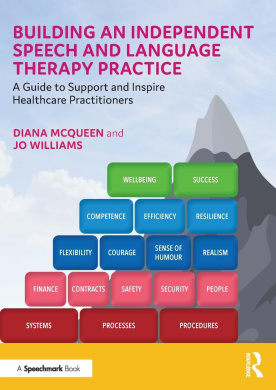 BUILDING AN INDEPENDENT
SPEECH AND LANGUAGE
THERAPY PRACTICE
A Guide to Support and Inspire
Healthcare Practitioners
DIANA MCQUEEN and
JO WILLIAMS
WELLBEING SUCCESS
COMPETENCE EFFICIENCY RESILIENCE
FLEXIBILITY COURAGE SENSE OF
HUMOUR REALISM
FINANCE CONTRACTS SAFETY SECURITY PEOPLE
SYSTEMS PROCESSES PROCEDURES
A Speechmark Book
R